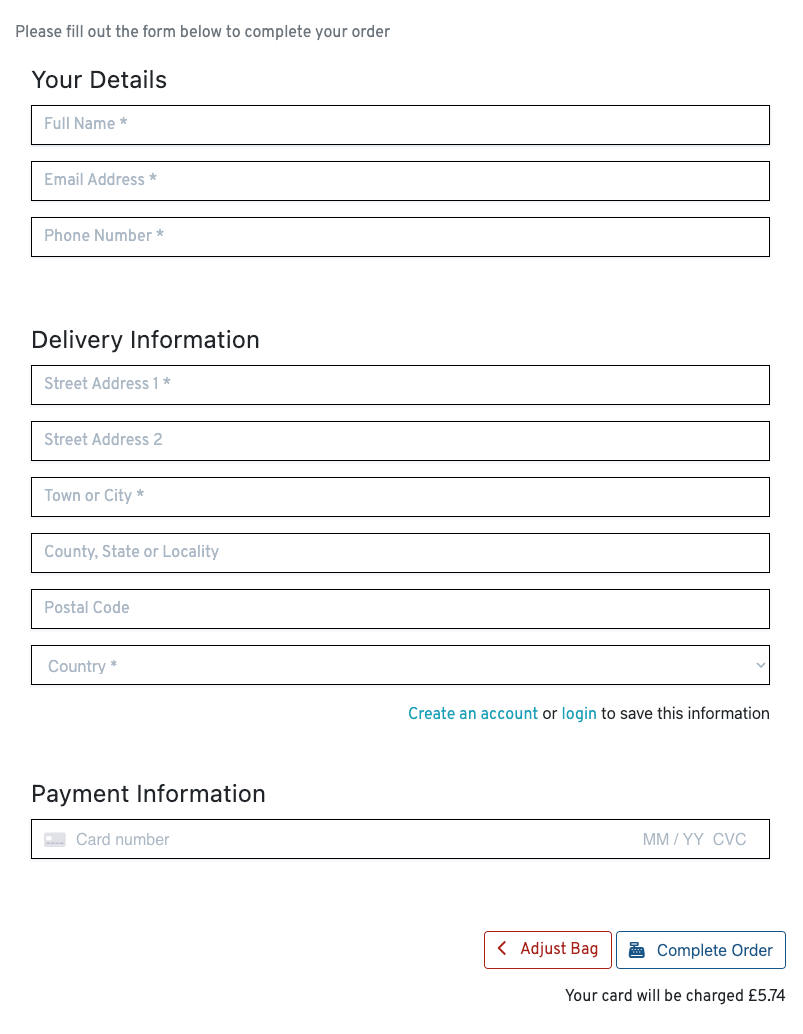 Please fill out the form below to complete your order
Your Details
Full Name *
Email Address *
Phone Number *
Delivery Information
Street Address 1 *
Street Address 2
Town or City *
County, State or Locality
Postal Code
Country *
Create an account or login to save this information
Payment Information
Card number MM / YY CVC
Adjust Bag Complete Order
Your card will be charged £5.74